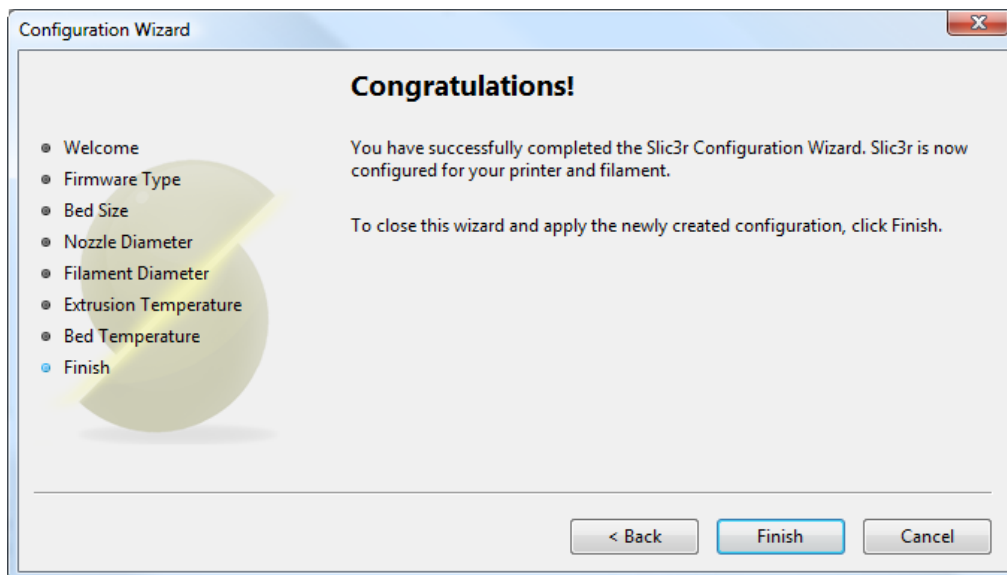 Configuration Wizard
Congratulations!
Welcome
Firmware Type
Bed Size
Nozzle Diameter
Filament Diameter
Extrusion Temperature
Bed Temperature
Finish
You have successfully completed the Slic3r Configuration Wizard. Slic3r is now
configured for your printer and filament.
To close this wizard and apply the newly created configuration, click Finish.
< Back
Finish
Cancel